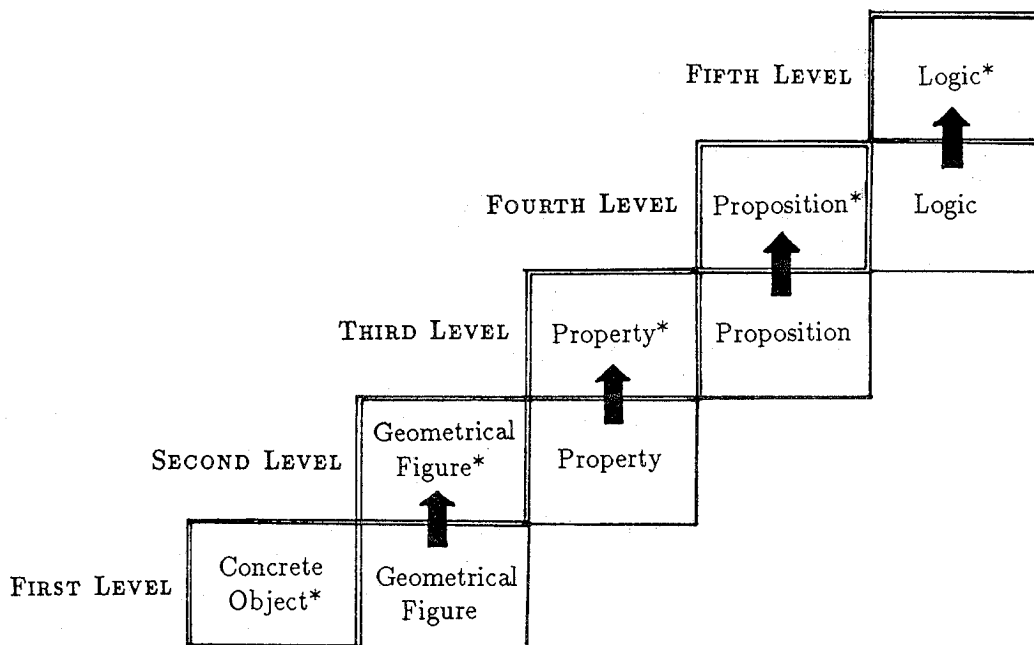 FIFTH LEVEL
Logic*
FOURTH LEVEL
Proposition*
Logic
THIRD LEVEL
Property*
Proposition
SECOND LEVEL
Geometrical
Figure*
Property
FIRST LEVEL
Concrete
Object*
Geometrical
Figure